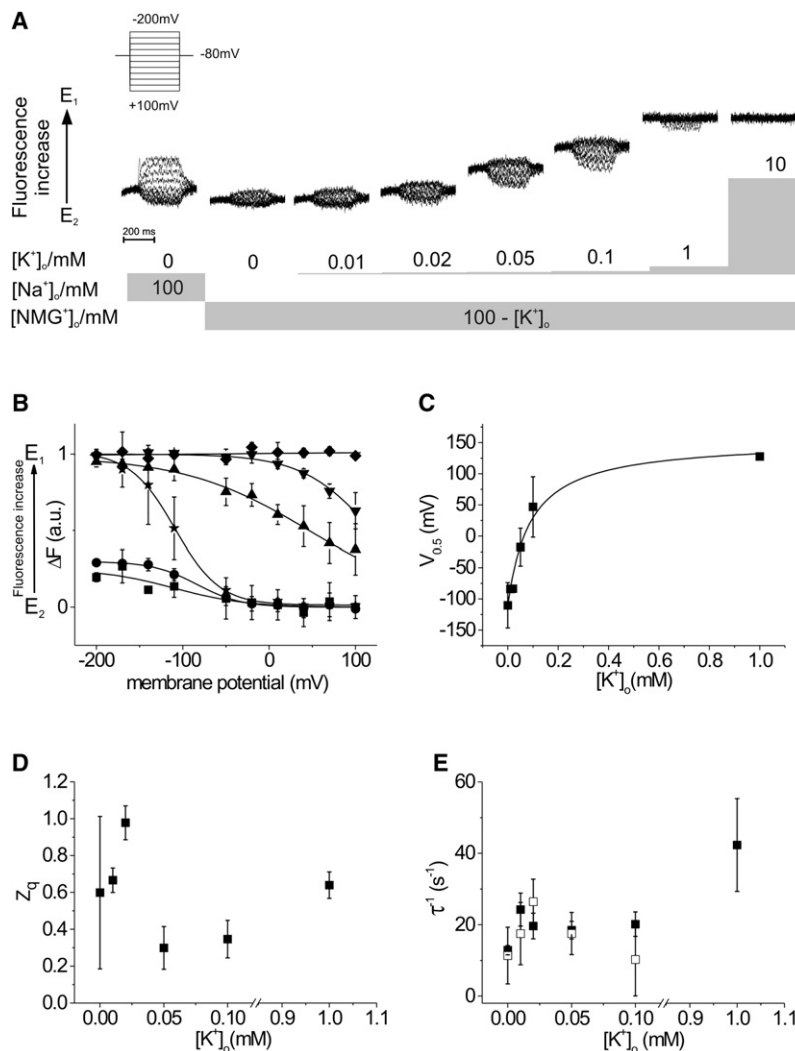 A
-200mV
-80mV
+100mV
E1
Fluorescence increase
E2
200 ms
10
[K+]o/mM 0 0 0.01 0.02 0.05 0.1 1
[Na+]o/mM 100
[NMG+]o/mM 100 - [K+]o
B
E1 1
Fluorescence increase
ΔF (a.u.)
E2 0
-200 -100 0 100
membrane potential (mV)
C
150
100
50
0
-50
-100
-150
V0.5 (mV)
0.0 0.2 0.4 0.6 0.8 1.0
[K+]o(mM)
D
1.2
1.0
0.8
0.6
0.4
0.2
0.0
Zq
0.00 0.05 0.10 0.9 1.0 1.1
[K+]o(mM)
E
60
40
20
0
τ-1 (s-1)
0.00 0.05 0.10 0.9 1.0 1.1
[K+]o (mM)